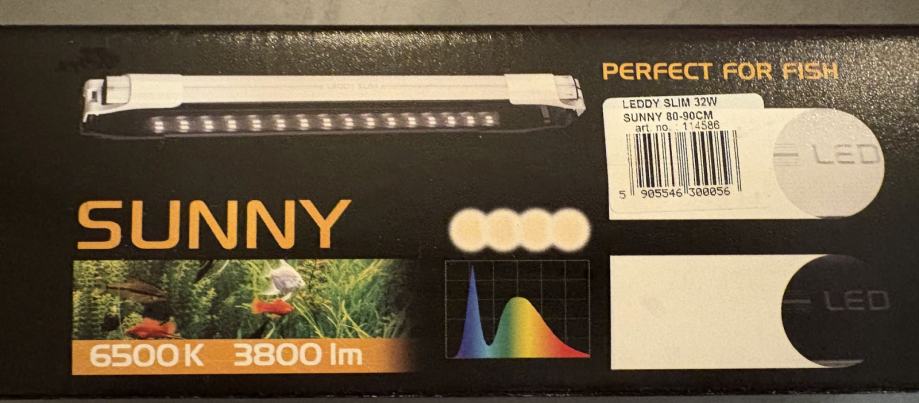 PERFECT FOR FISH
LEDDY SLIM 32W
SUNNY 80-90CM
art. no. : 114586
5 905546 300056
LED
SUNNY
LED
6500K 3800 lm